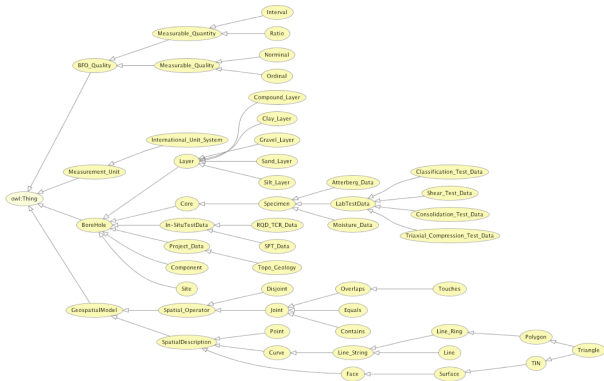 Interval
Measurable_Quantity
Ratio
Norminal
BFO_Quality
Measurable_Quality
Ordinal
Compound_Layer
Clay_Layer
International_Unit_System
Gravel_Layer
Layer
Sand_Layer
Measurement_Unit
Silt_Layer
Classification_Test_Data
Atterberg_Data
Shear_Test_Data
owl:Thing
Core
Specimen
LabTestData
Consolidation_Test_Data
BoreHole
In-SituTestData
RQD_TCR_Data
Moisture_Data
Triaxial_Compression_Test_Data
Project_Data
SPT_Data
Component
Topo_Geology
Site
Disjoint
Overlaps
Touches
GeospatialModel
Spatial_Operator
Joint
Equals
Contains
Point
Line_Ring
Polygon
SpatialDescription
Curve
Line_String
Line
Triangle
TIN
Face
Surface